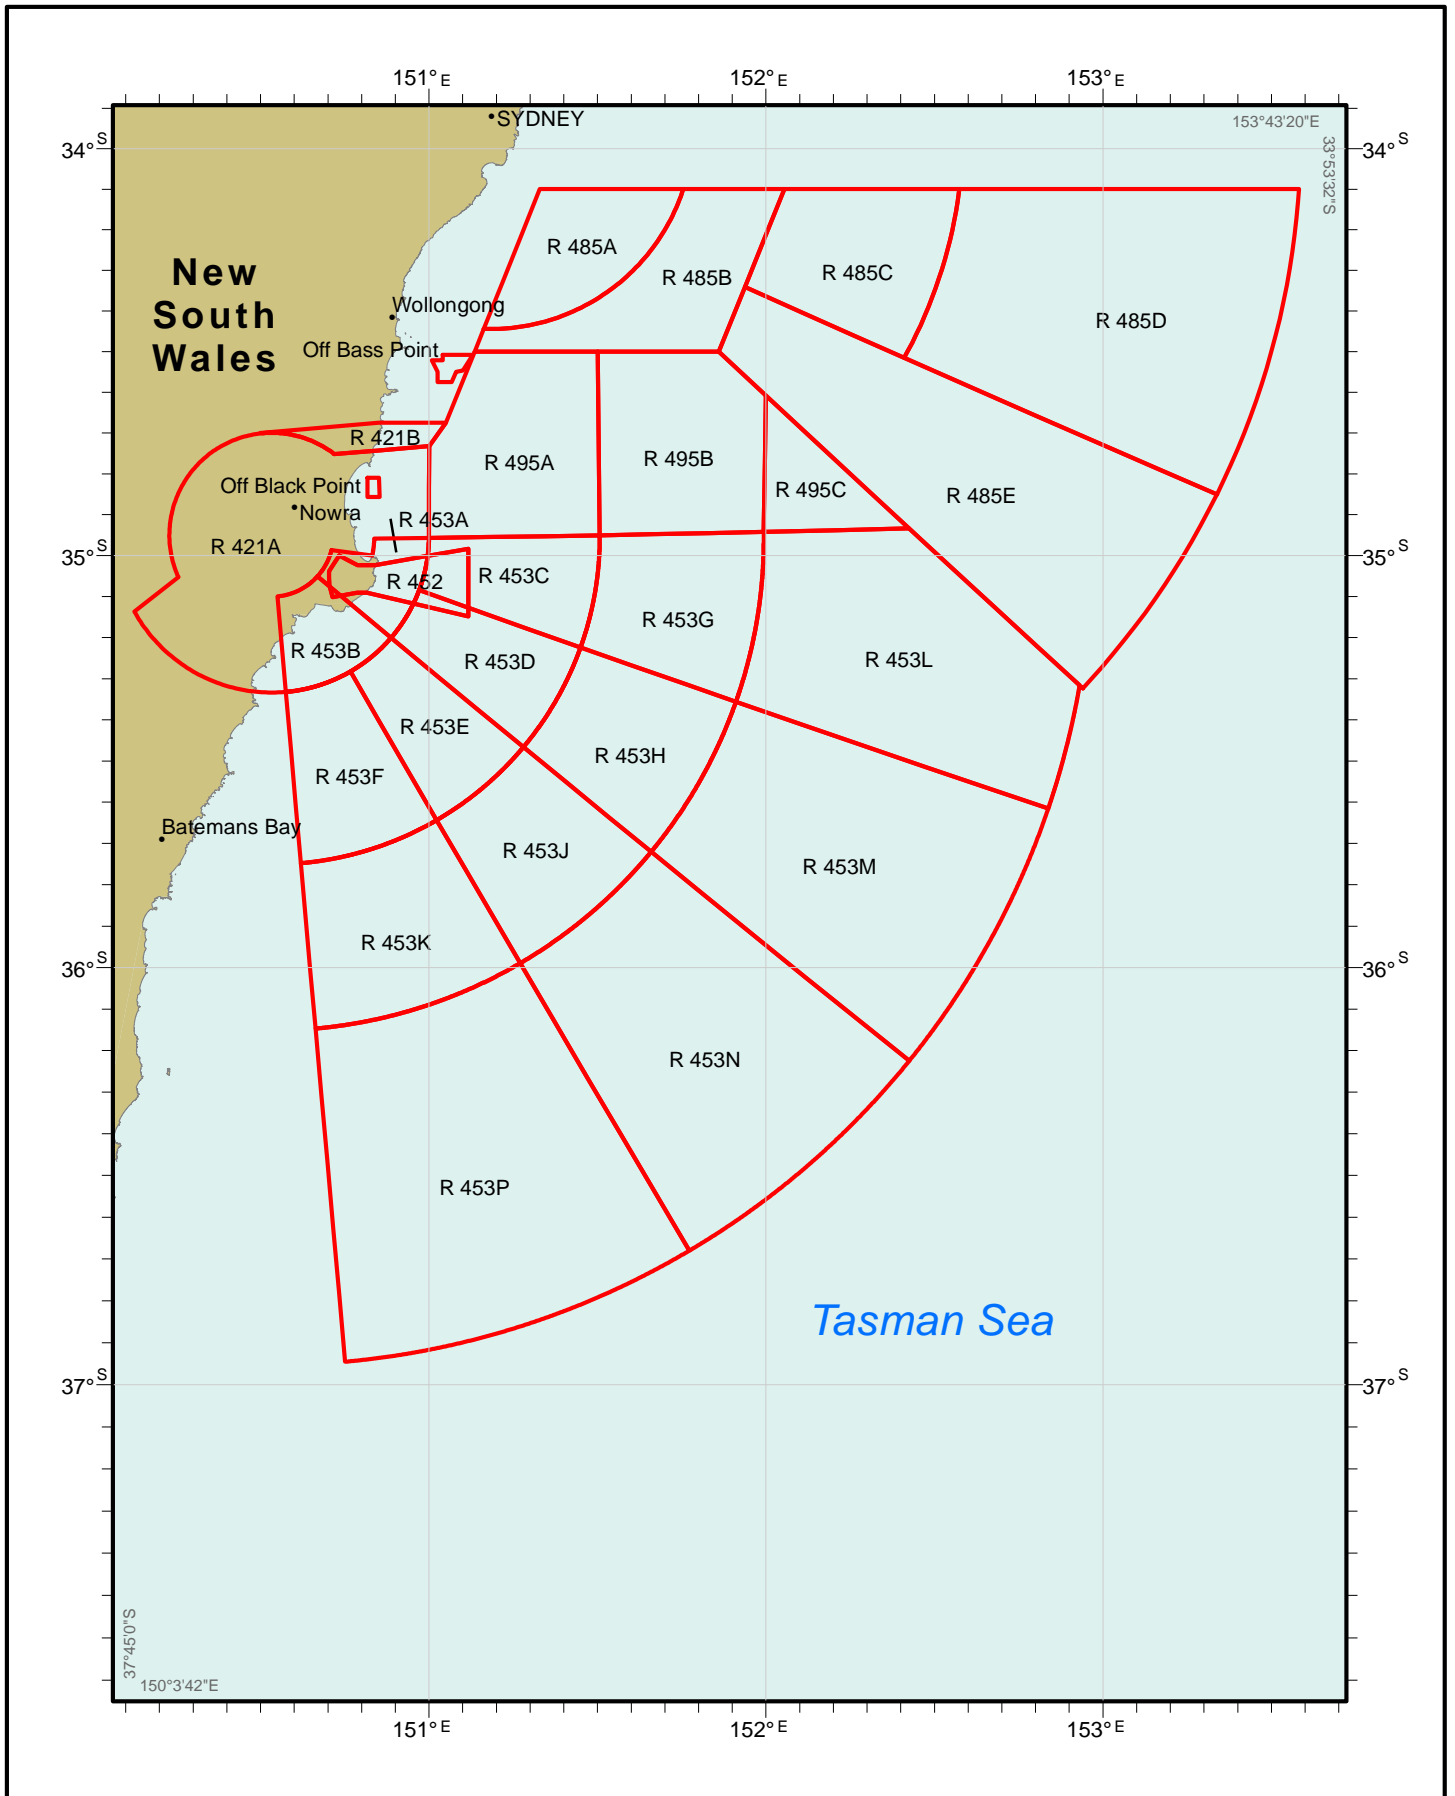 151° E
152° E
153° E
SYDNEY
153°43'20"E
33°53'32"S
34° S
34° S
R 485A
R 485B
R 485C
New
South
Wales
Wollongong
R 485D
Off Bass Point
R 421B
R 495A
R 495B
Off Black Point
R 495C
R 485E
Nowra
R 453A
R 421A
35° S
35° S
R 452
R 453C
R 453G
R 453B
R 453D
R 453L
R 453E
R 453H
R 453F
Batemans Bay
R 453J
R 453M
R 453K
36° S
36° S
R 453N
R 453P
Tasman Sea
37° S
37° S
37°45'0"S
150°3'42"E
151° E
152° E
153° E